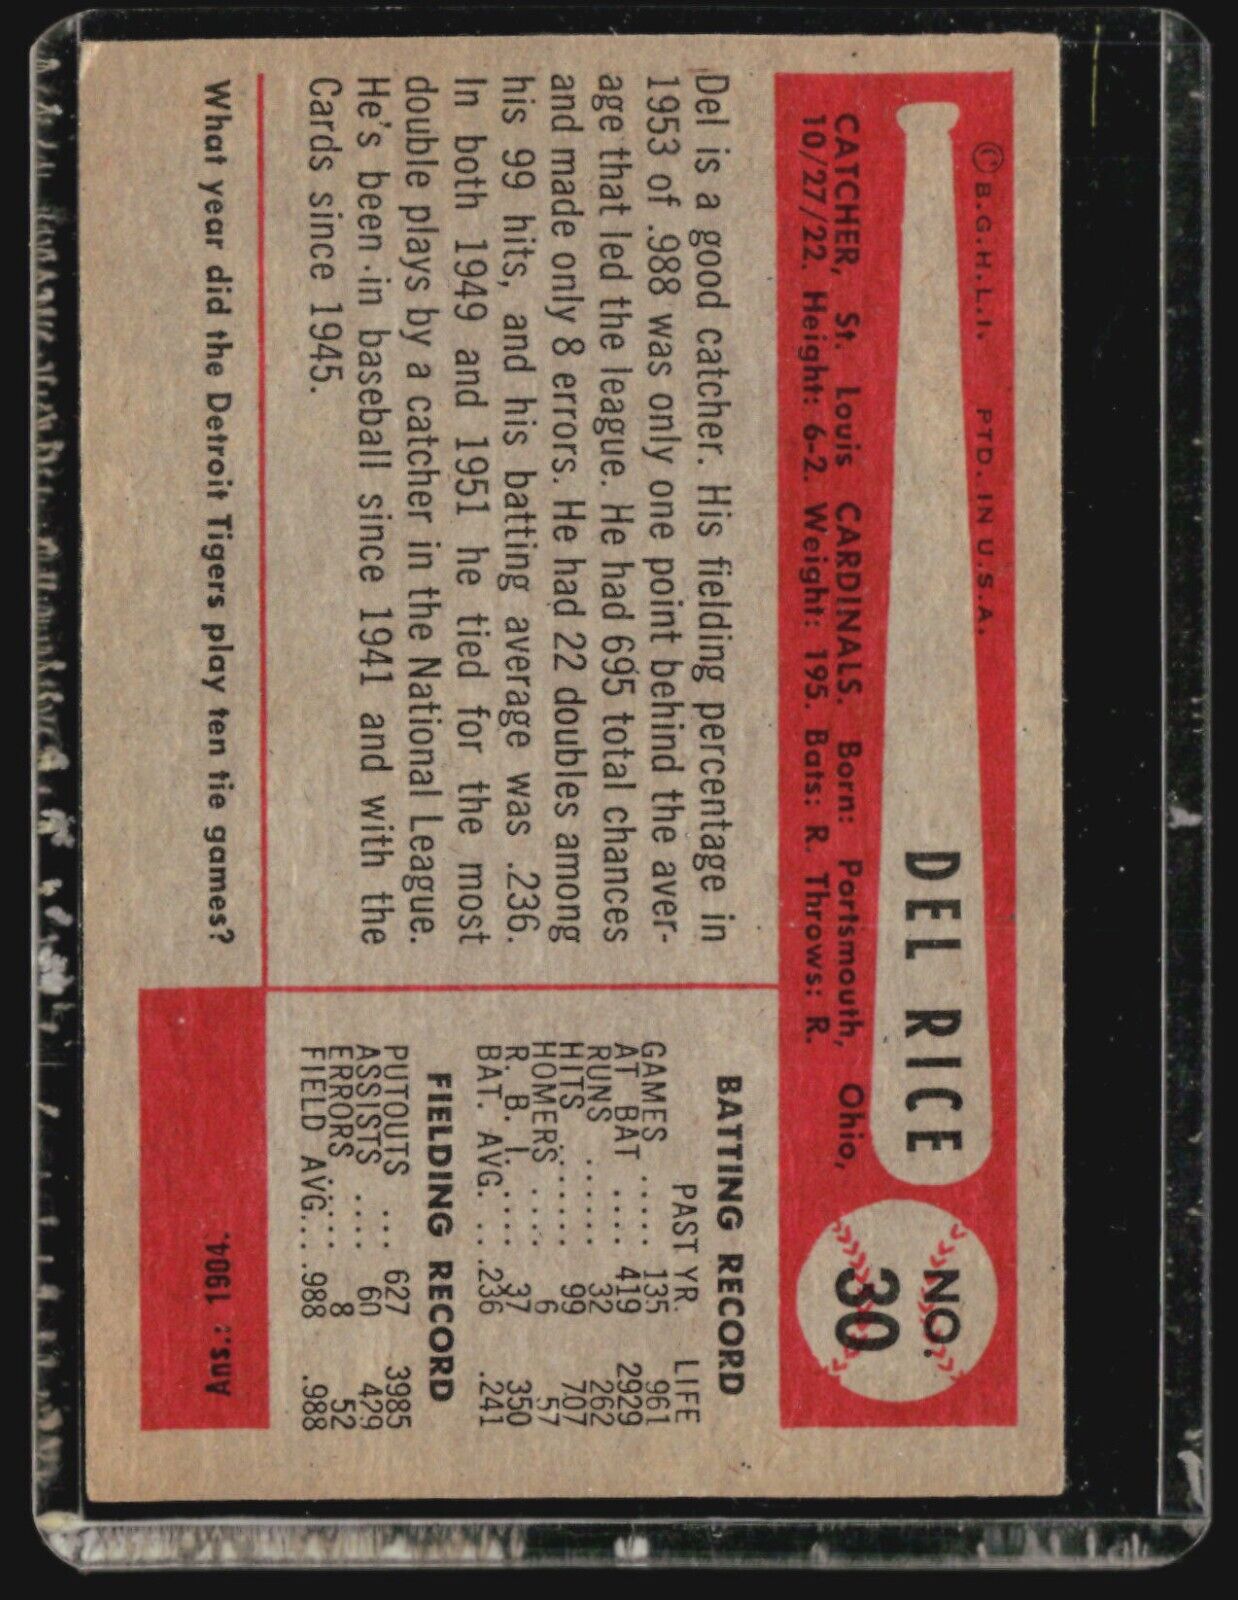 © B.G.H.L.I. PTD. IN U.S.A.
DEL RICE
NO. 30
CATCHER, St. Louis CARDINALS. Born: Portsmouth, Ohio,
10/27/22. Height: 6-2. Weight: 195. Bats: R. Throws: R.
Del is a good catcher. His fielding percentage in
1953 of .988 was only one point behind the aver-
age that led the league. He had 695 total chances
and made only 8 errors. He had 22 doubles among
his 99 hits, and his batting average was .236.
In both 1949 and 1951 he tied for the most
double plays by a catcher in the National League.
He's been in baseball since 1941 and with the
Cards since 1945.
BATTING RECORD
PAST YR. LIFE
GAMES ..... 135 961
AT BAT .... 419 2929
RUNS ...... 32 262
HITS ....... 99 707
HOMERS .... 6 57
R. B. I. .... 37 350
BAT. AVG. ... .236 .241
FIELDING RECORD
PUTOUTS ... 627 3985
ASSISTS .... 60 429
ERRORS .... 8 52
FIELD AVG... .988 .988
What year did the Detroit Tigers play ten tie games?
Ans.: 1904.